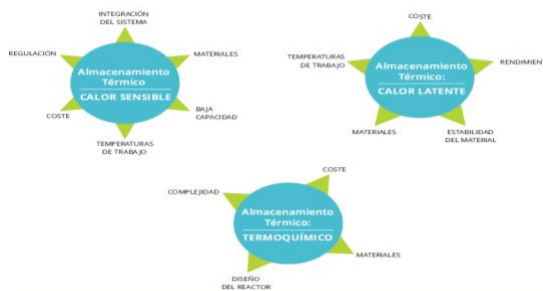 INTEGRACIÓN
DEL SISTEMA
REGULACIÓN
MATERIALES
Almacenamiento
Térmico
CALOR SENSIBLE
COSTE
BAJA
CAPACIDAD
TEMPERATURAS
DE TRABAJO
COSTE
TEMPERATURAS
DE TRABAJO
RENDIMIEN
Almacenamiento
Térmico:
CALOR LATENTE
MATERIALES
ESTABILIDAD
DEL MATERIAL
COSTE
COMPLEJIDAD
Almacenamiento
Térmico:
TERMOQUÍMICO
MATERIALES
DISEÑO
DEL REACTOR